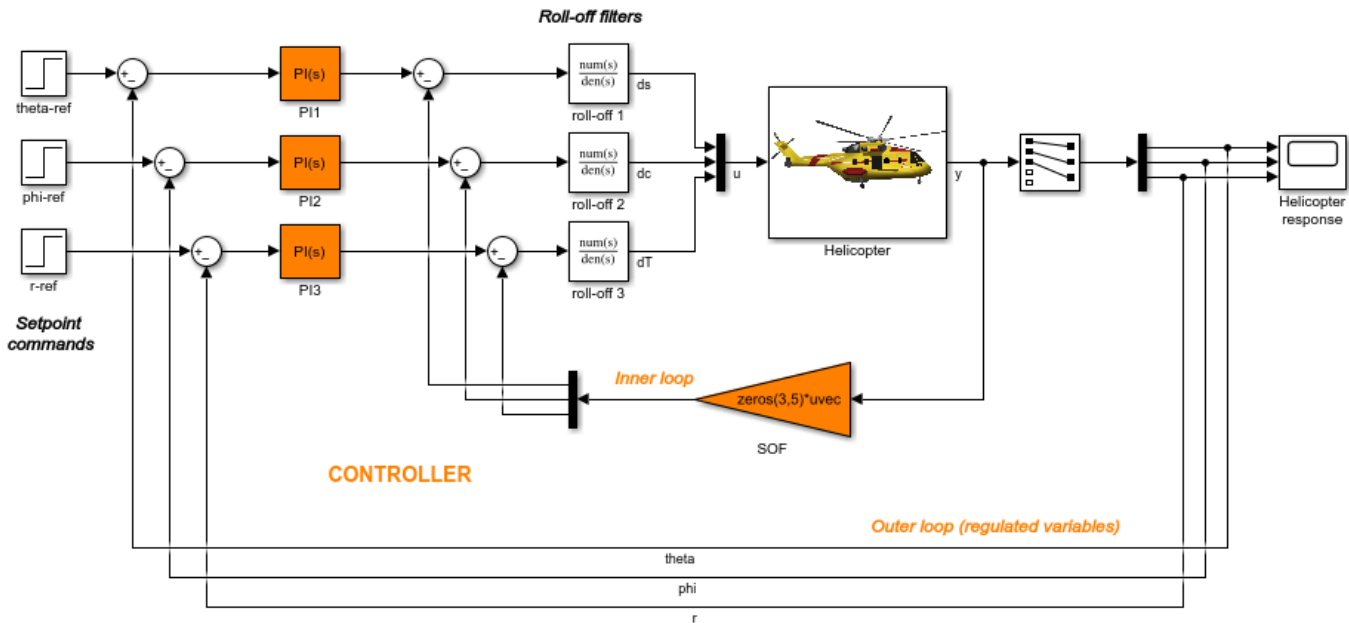 Roll-off filters
theta-ref
+
−
PI(s)
PI1
+
−
num(s)
den(s)
ds
roll-off 1
phi-ref
+
−
PI(s)
PI2
+
−
num(s)
den(s)
dc
roll-off 2
r-ref
+
−
PI(s)
PI3
+
−
num(s)
den(s)
dT
roll-off 3
u
Helicopter
y
Helicopter
response
Setpoint
commands
Inner loop
zeros(3,5)*uvec
SOF
CONTROLLER
Outer loop (regulated variables)
theta
phi
r